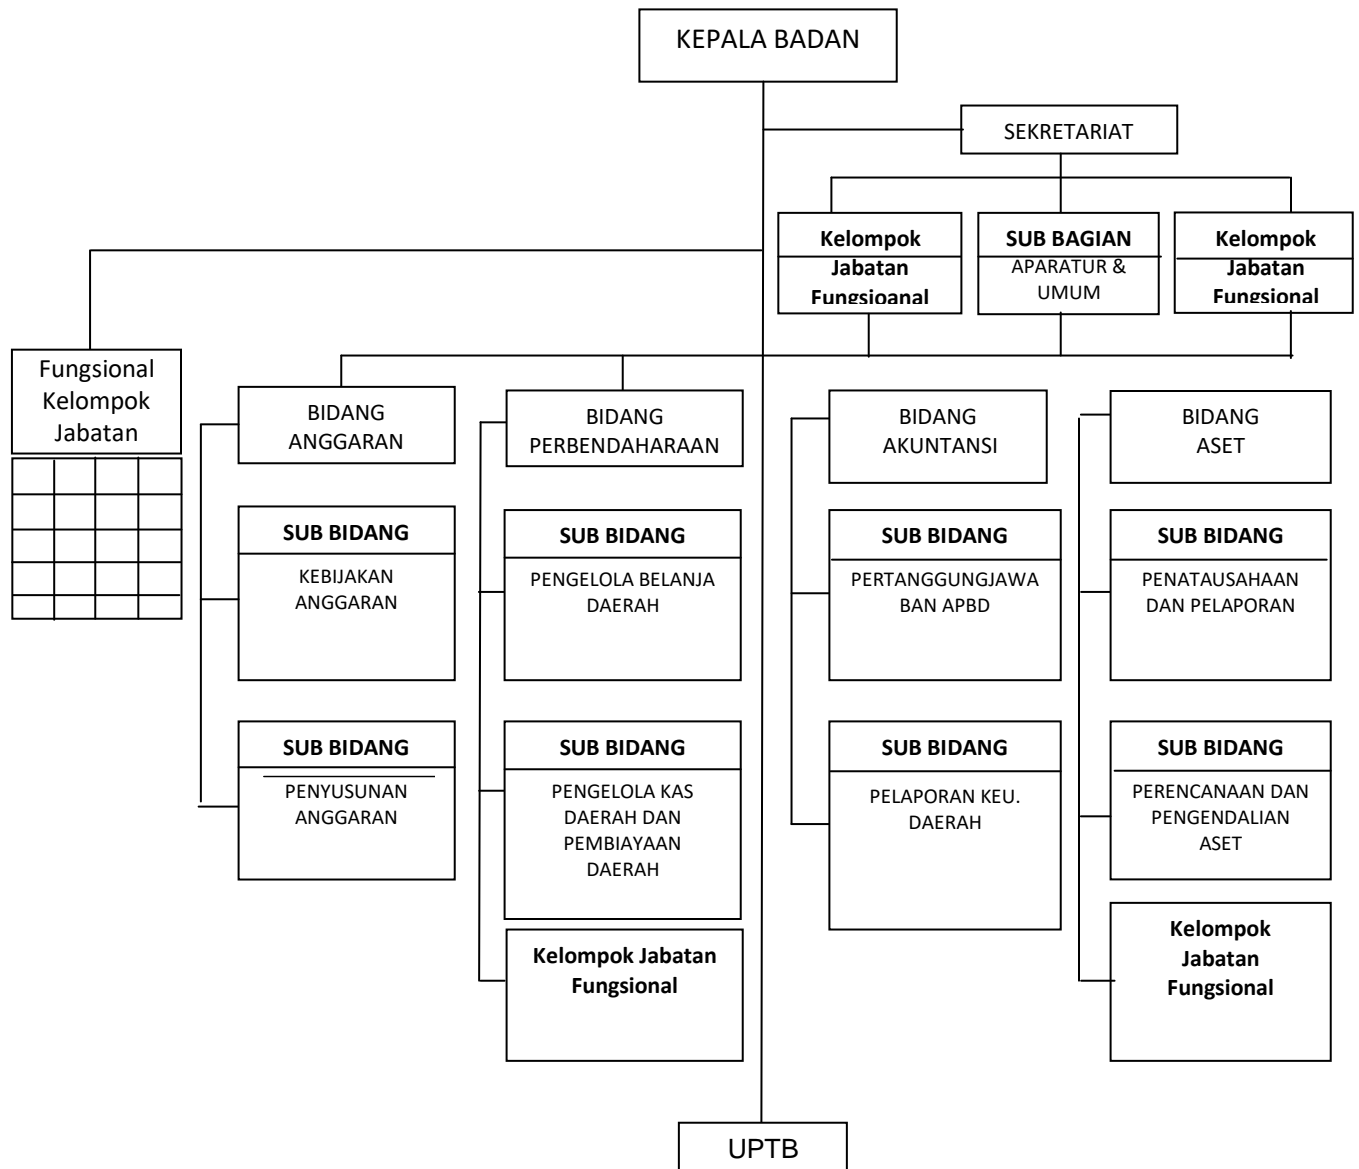 KEPALA BADAN
SEKRETARIAT
Kelompok
Jabatan
Fungsioanal
SUB BAGIAN
APARATUR &
UMUM
Kelompok
Jabatan
Fungsional
Fungsional
Kelompok
Jabatan
BIDANG
ANGGARAN
BIDANG
PERBENDAHARAAN
BIDANG
AKUNTANSI
BIDANG
ASET
SUB BIDANG
KEBIJAKAN
ANGGARAN
SUB BIDANG
PENGELOLA BELANJA
DAERAH
SUB BIDANG
PERTANGGUNGJAWA
BAN APBD
SUB BIDANG
PENATAUSAHAAN
DAN PELAPORAN
SUB BIDANG
PENYUSUNAN
ANGGARAN
SUB BIDANG
PENGELOLA KAS
DAERAH DAN
PEMBIAYAAN
DAERAH
SUB BIDANG
PELAPORAN KEU.
DAERAH
SUB BIDANG
PERENCANAAN DAN
PENGENDALIAN
ASET
Kelompok Jabatan
Fungsional
Kelompok
Jabatan
Fungsional
UPTB